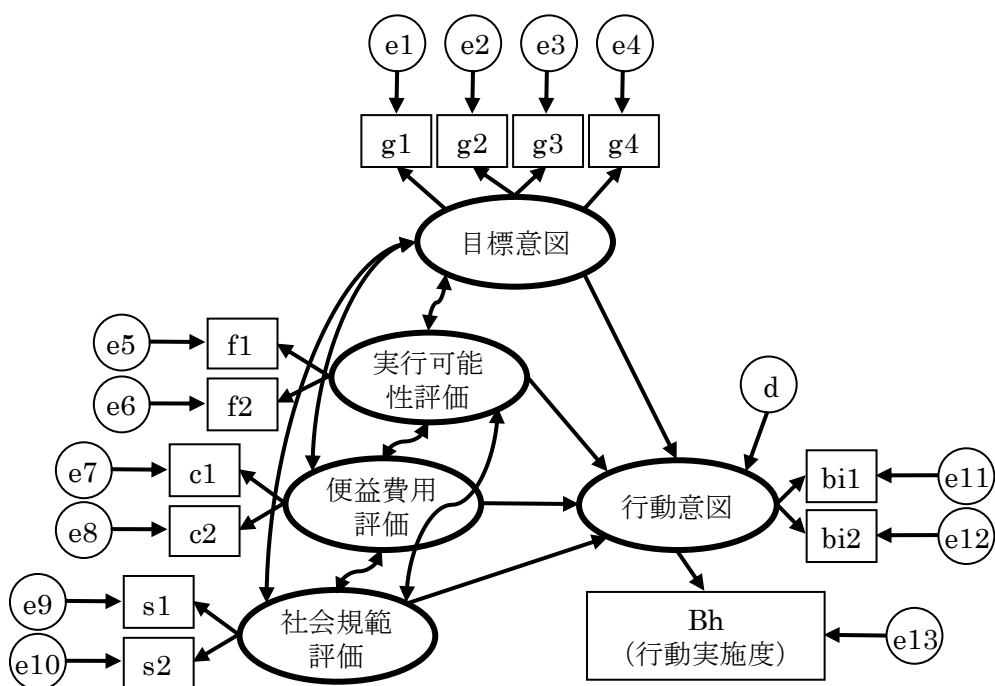 e1
e2
e3
e4
g1
g2
g3
g4
目標意図
e5
f1
実行可能
性評価
e6
f2
d
e7
c1
便益費用
評価
行動意図
bi1
e11
e8
c2
bi2
e12
e9
s1
社会規範
評価
Bh
(行動実施度)
e13
e10
s2